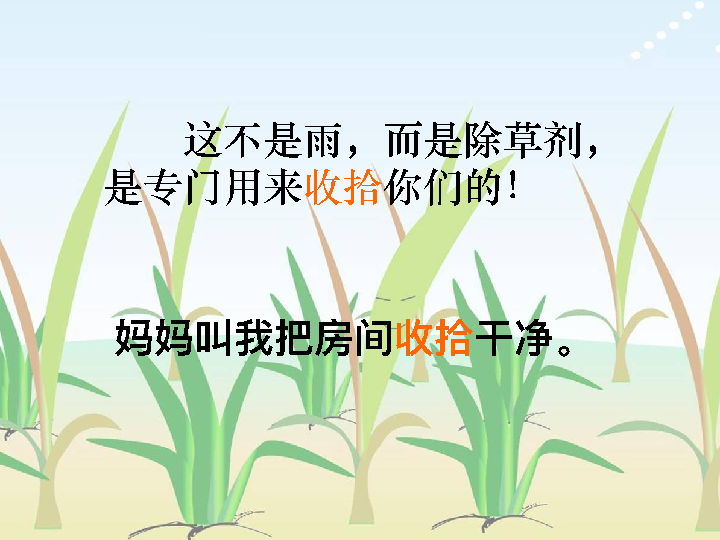 这不是雨，而是除草剂，
是专门用来收拾你们的！
妈妈叫我把房间收拾干净。